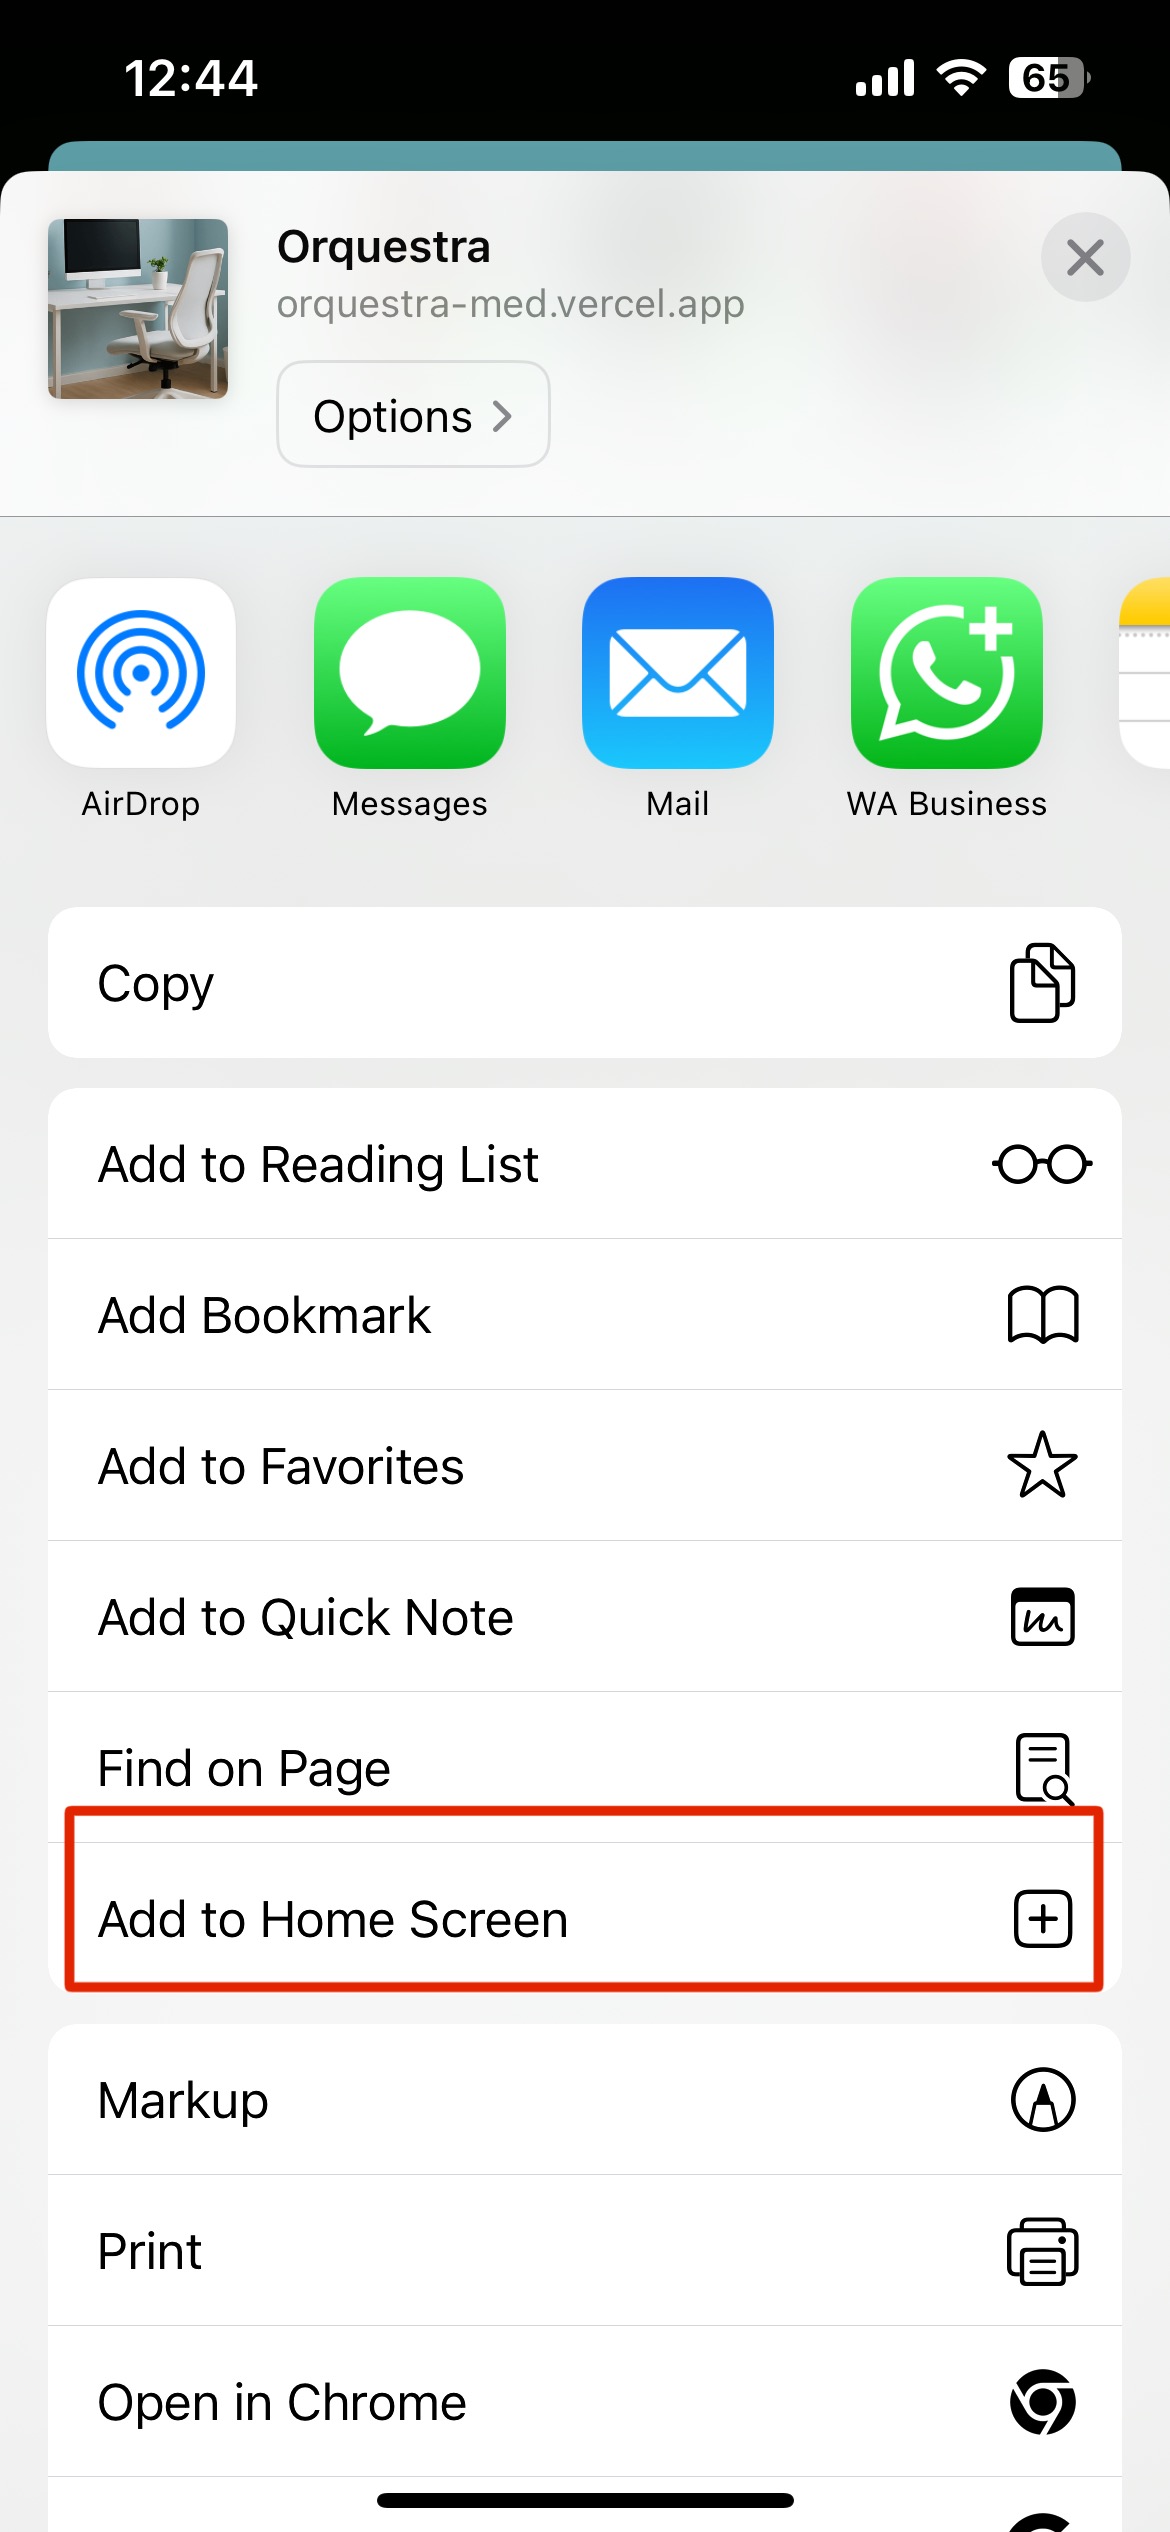 12:44
65
Orquestra
orquestra-med.vercel.app
Options
AirDrop
Messages
Mail
WA Business
Copy
Add to Reading List
Add Bookmark
Add to Favorites
Add to Quick Note
Find on Page
Add to Home Screen
Markup
Print
Open in Chrome